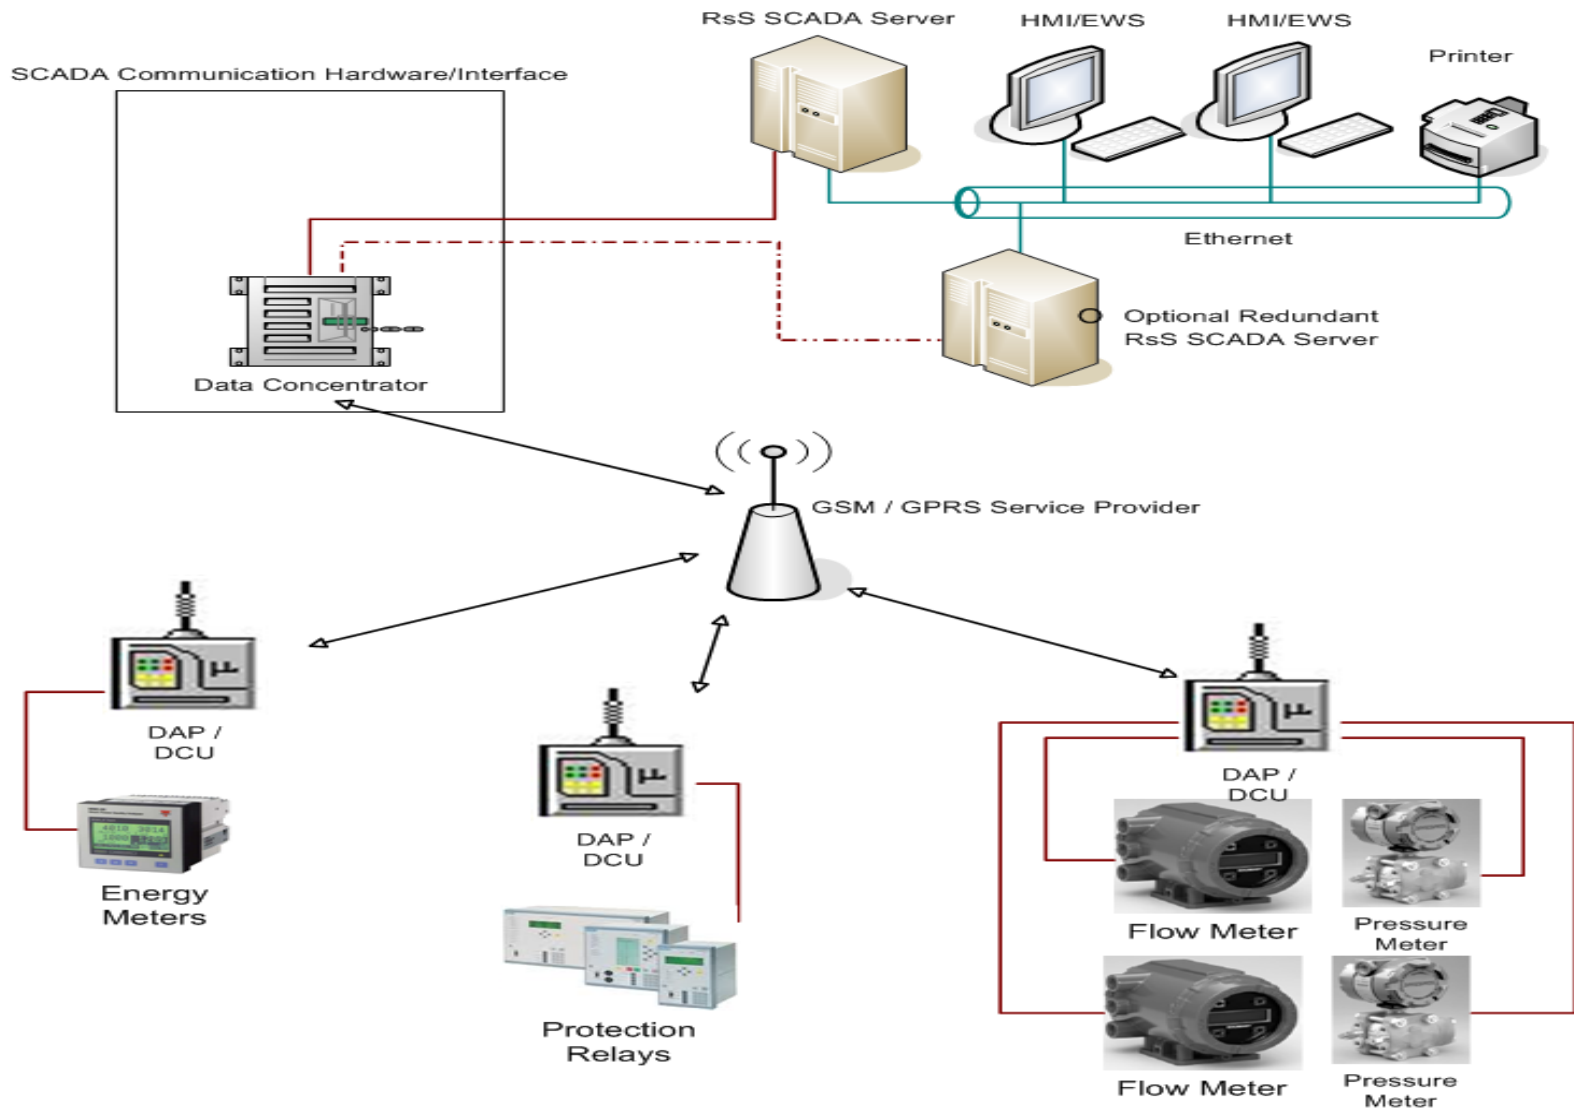 RsS SCADA Server
HMI/EWS
HMI/EWS
Printer
SCADA Communication Hardware/Interface
Ethernet
Optional Redundant
RsS SCADA Server
Data Concentrator
GSM / GPRS Service Provider
DAP /
DCU
DAP /
DCU
DAP /
DCU
Energy
Meters
Flow Meter
Pressure
Meter
Protection
Relays
Flow Meter
Pressure
Meter